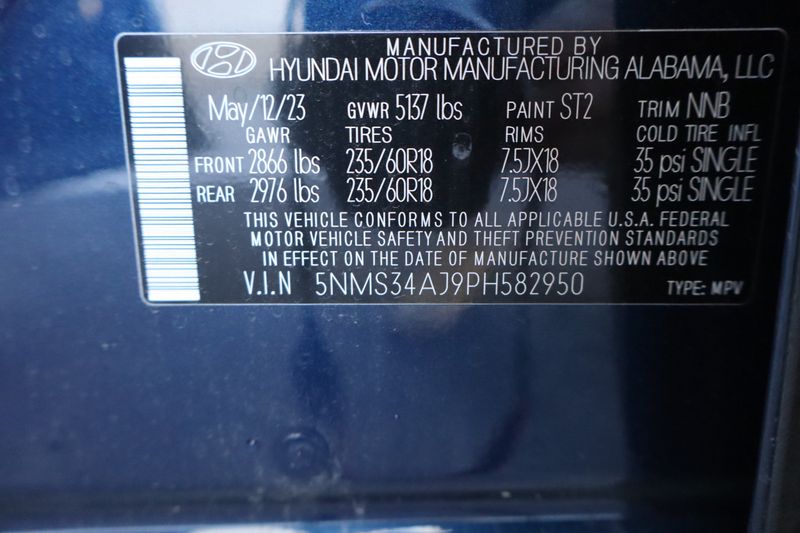 MANUFACTURED BY
HYUNDAI MOTOR MANUFACTURING ALABAMA, LLC
May/12/23 GVWR 5137 lbs PAINT ST2 TRIM NNB
GAWR TIRES RIMS COLD TIRE INFL
FRONT 2866 lbs 235/60R18 7.5JX18 35 psi SINGLE
REAR 2976 lbs 235/60R18 7.5JX18 35 psi SINGLE
THIS VEHICLE CONFORMS TO ALL APPLICABLE U.S.A. FEDERAL
MOTOR VEHICLE SAFETY AND THEFT PREVENTION STANDARDS
IN EFFECT ON THE DATE OF MANUFACTURE SHOWN ABOVE
V.I.N 5NMS34AJ9PH582950 TYPE: MPV